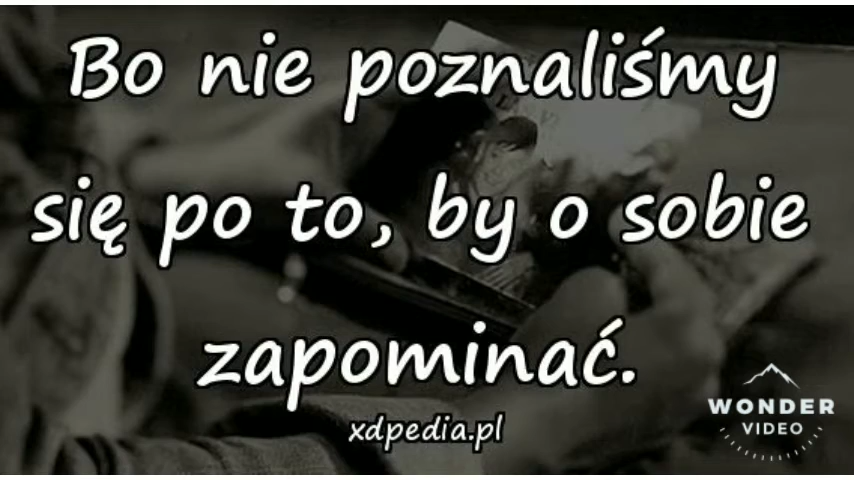 Bo nie poznaliśmy
się po to, by o sobie
zapominać.
xdpedia.pl
WONDER
VIDEO